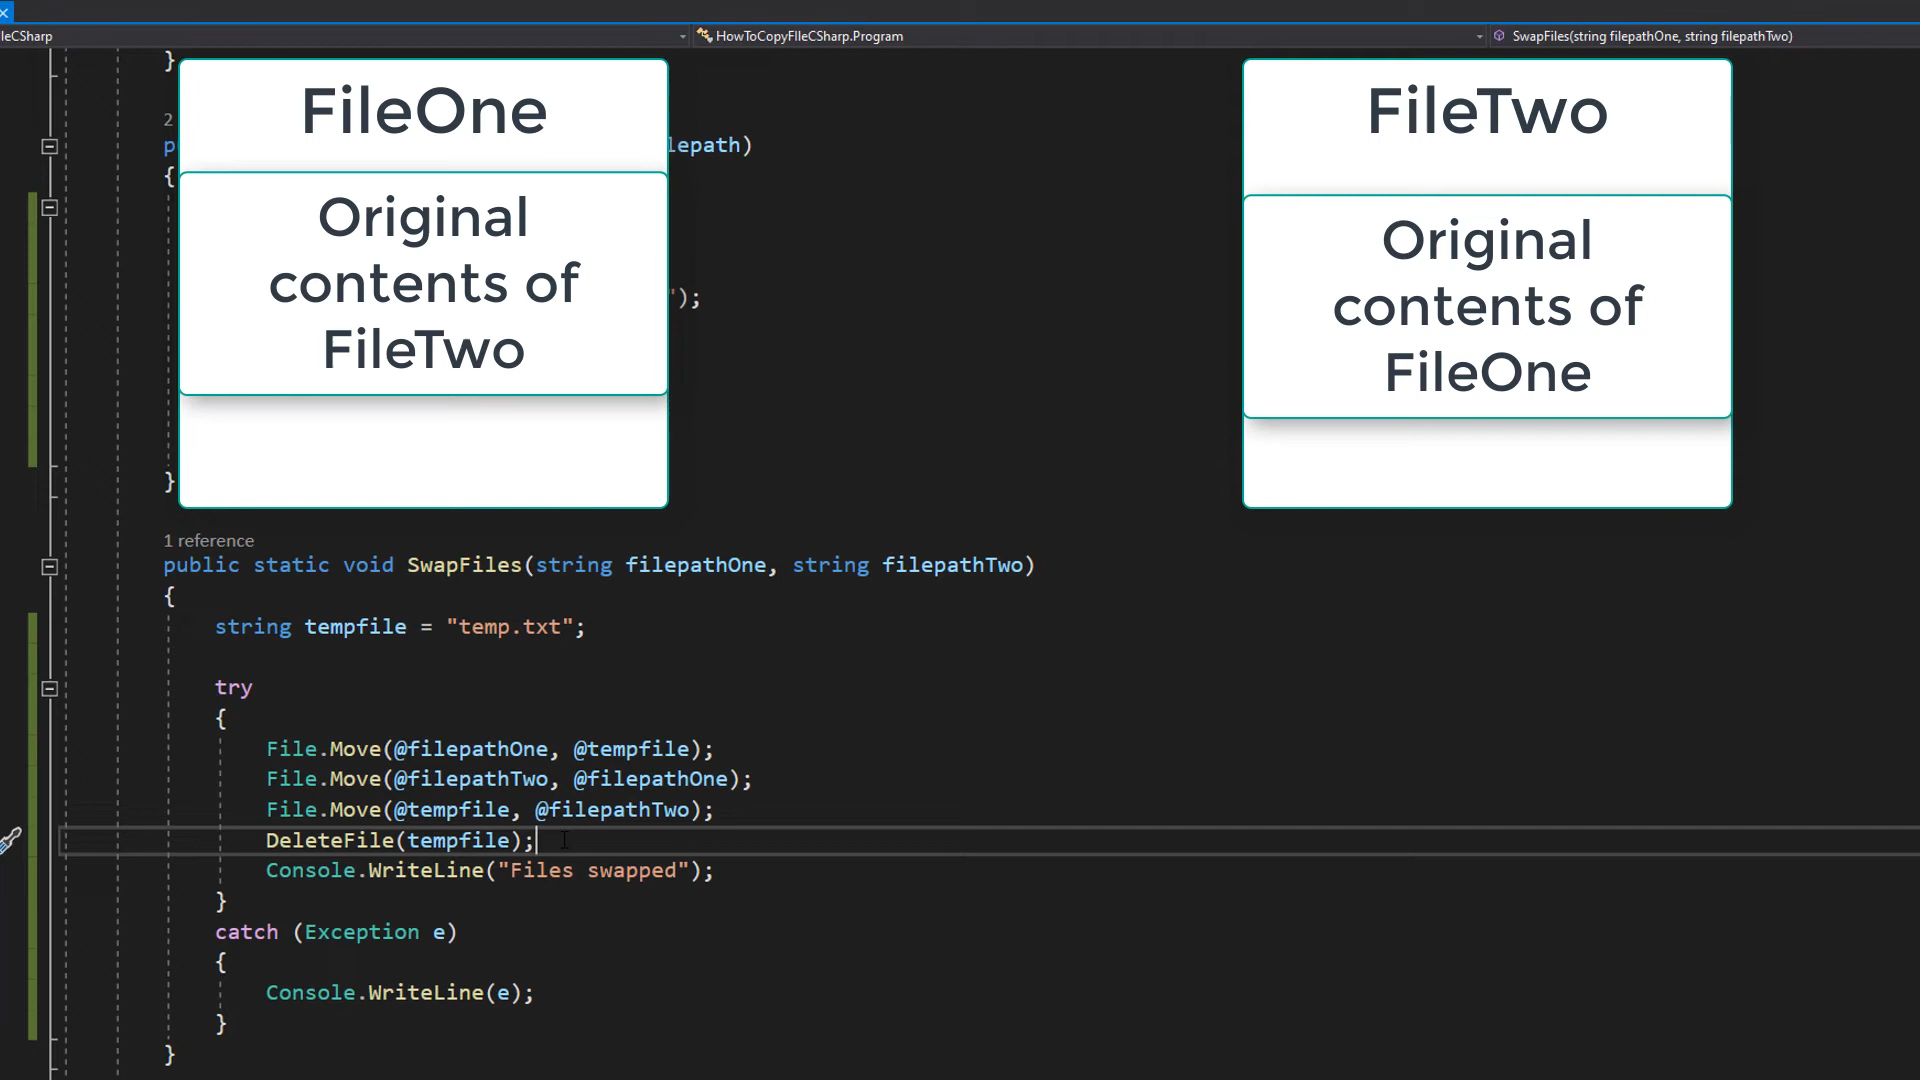 leCSharp
HowToCopyFIleCSharp.Program
SwapFiles(string filepathOne, string filepathTwo)
}
FileOne
FileTwo
2
p
lepath)
{
Original
contents of
FileTwo
Original
contents of
FileOne
");
}
1 reference
public static void SwapFiles(string filepathOne, string filepathTwo)
{
string tempfile = "temp.txt";
try
{
File.Move(@filepathOne, @tempfile);
File.Move(@filepathTwo, @filepathOne);
File.Move(@tempfile, @filepathTwo);
DeleteFile(tempfile);
Console.WriteLine("Files swapped");
}
catch (Exception e)
{
Console.WriteLine(e);
}
}